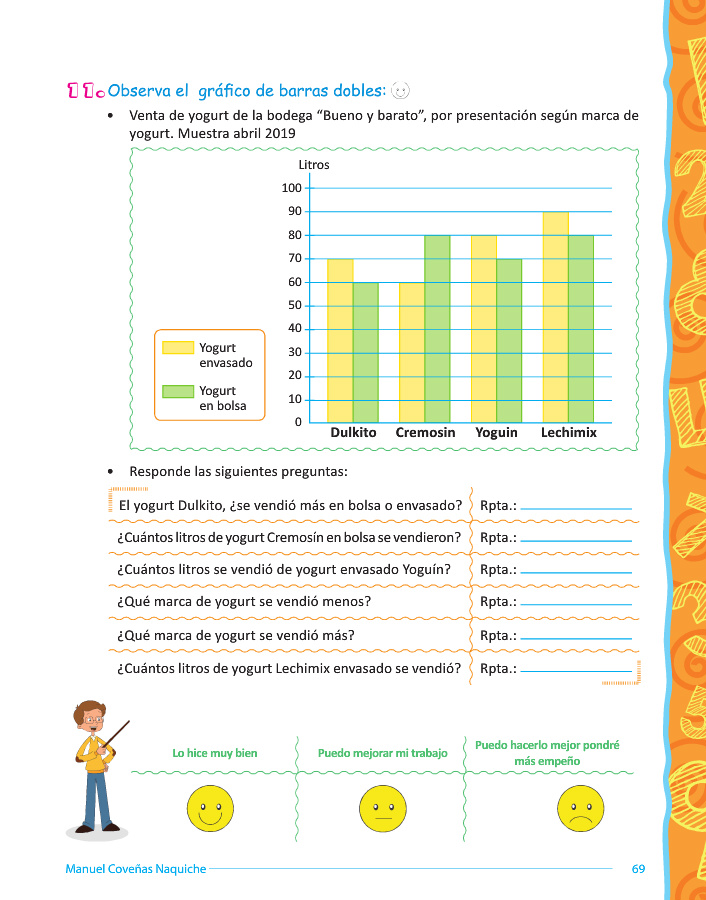 11. Observa el gráfico de barras dobles:
• Venta de yogurt de la bodega “Bueno y barato”, por presentación según marca de
yogurt. Muestra abril 2019
Litros
100
90
80
70
60
50
40
30
20
10
0
Yogurt
envasado
Yogurt
en bolsa
Dulkito Cremosin Yoguin Lechimix
• Responde las siguientes preguntas:
El yogurt Dulkito, ¿se vendió más en bolsa o envasado? Rpta.:
¿Cuántos litros de yogurt Cremosín en bolsa se vendieron? Rpta.:
¿Cuántos litros se vendió de yogurt envasado Yoguín? Rpta.:
¿Qué marca de yogurt se vendió menos? Rpta.:
¿Qué marca de yogurt se vendió más? Rpta.:
¿Cuántos litros de yogurt Lechimix envasado se vendió? Rpta.:
Lo hice muy bien
Puedo mejorar mi trabajo
Puedo hacerlo mejor pondré
más empeño
Manuel Coveñas Naquiche 69